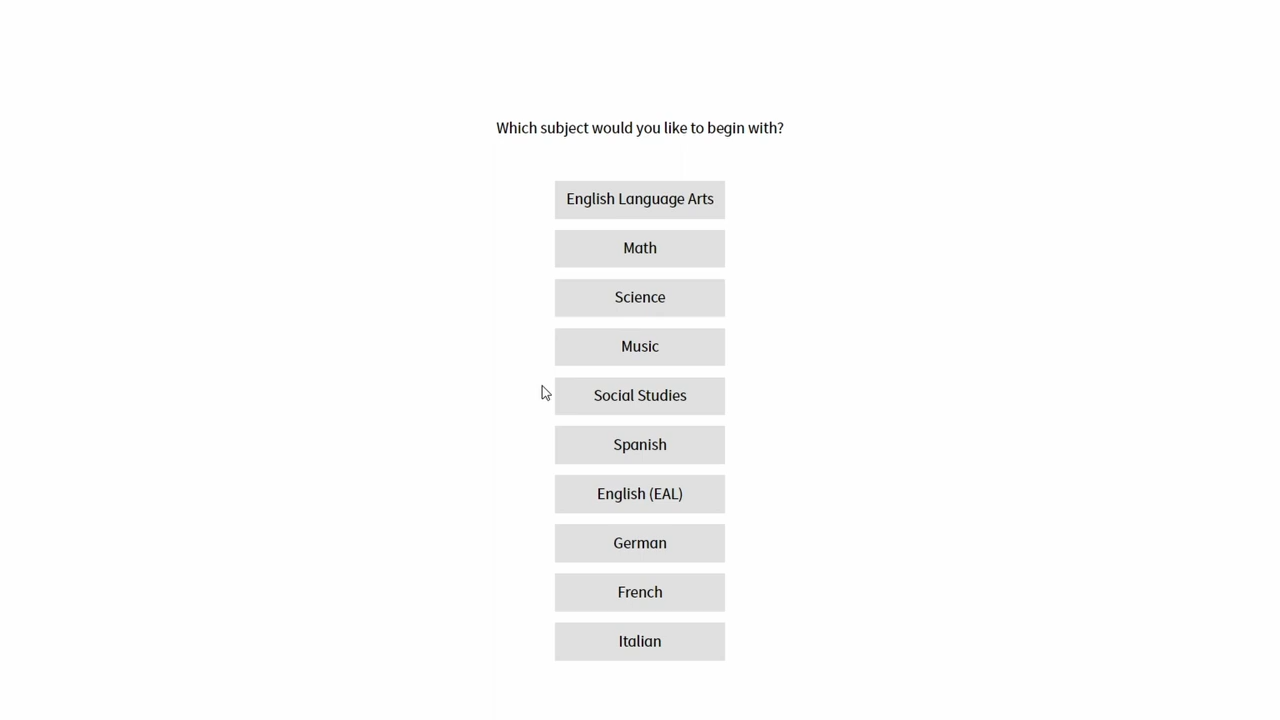 Which subject would you like to begin with?
English Language Arts
Math
Science
Music
Social Studies
Spanish
English (EAL)
German
French
Italian